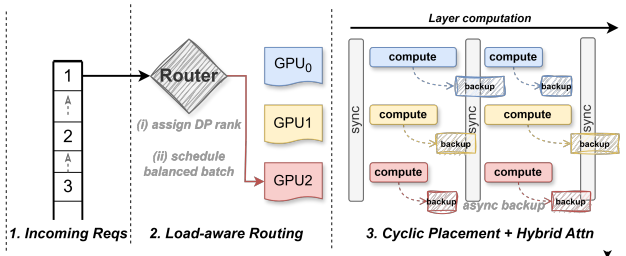 Layer computation
1
2
3
Router
(i) assign DP rank
(ii) schedule
balanced batch
GPU0
GPU1
GPU2
sync
compute
backup
compute
backup
compute
backup
sync
compute
backup
compute
backup
compute
backup
sync
async backup
1. Incoming Reqs
2. Load-aware Routing
3. Cyclic Placement + Hybrid Attn